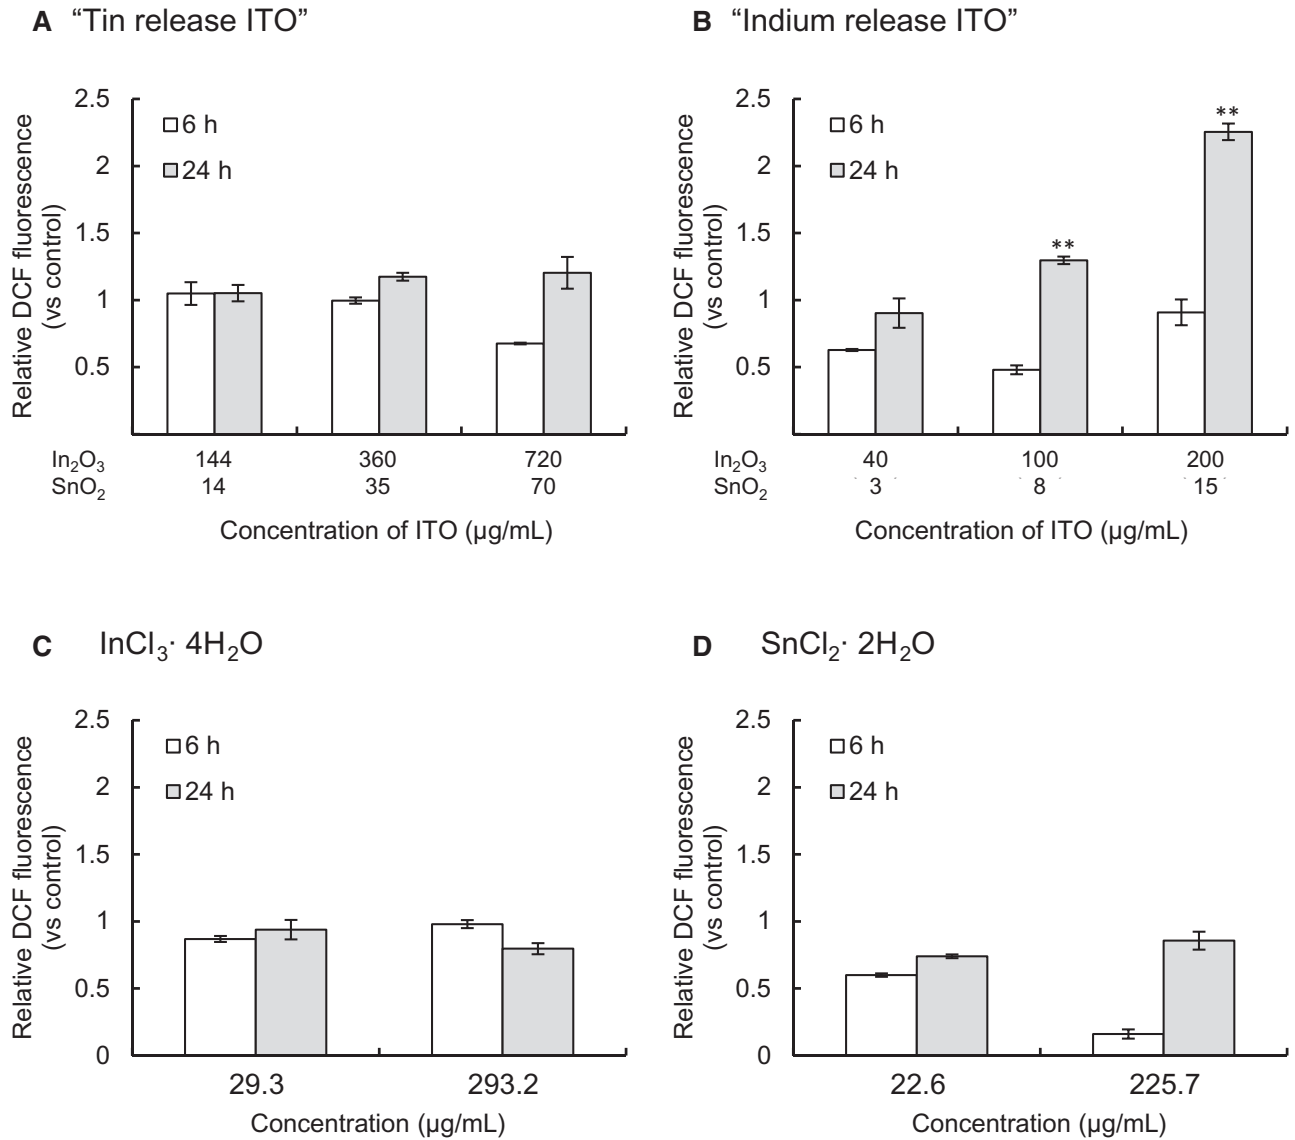 A "Tin release ITO"
Relative DCF fluorescence
(vs control)
2.5
2
1.5
1
0.5
6 h
24 h
In₂O₃ 144 360 720
SnO₂ 14 35 70
Concentration of ITO (µg/mL)
B "Indium release ITO"
Relative DCF fluorescence
(vs control)
2.5
2
1.5
1
0.5
6 h
24 h
**
**
In₂O₃ 40 100 200
SnO₂ 3 8 15
Concentration of ITO (µg/mL)
C InCl₃· 4H₂O
Relative DCF fluorescence
(vs control)
2.5
2
1.5
1
0.5
0
6 h
24 h
29.3 293.2
Concentration (µg/mL)
D SnCl₂· 2H₂O
Relative DCF fluorescence
(vs control)
2.5
2
1.5
1
0.5
0
6 h
24 h
22.6 225.7
Concentration (µg/mL)